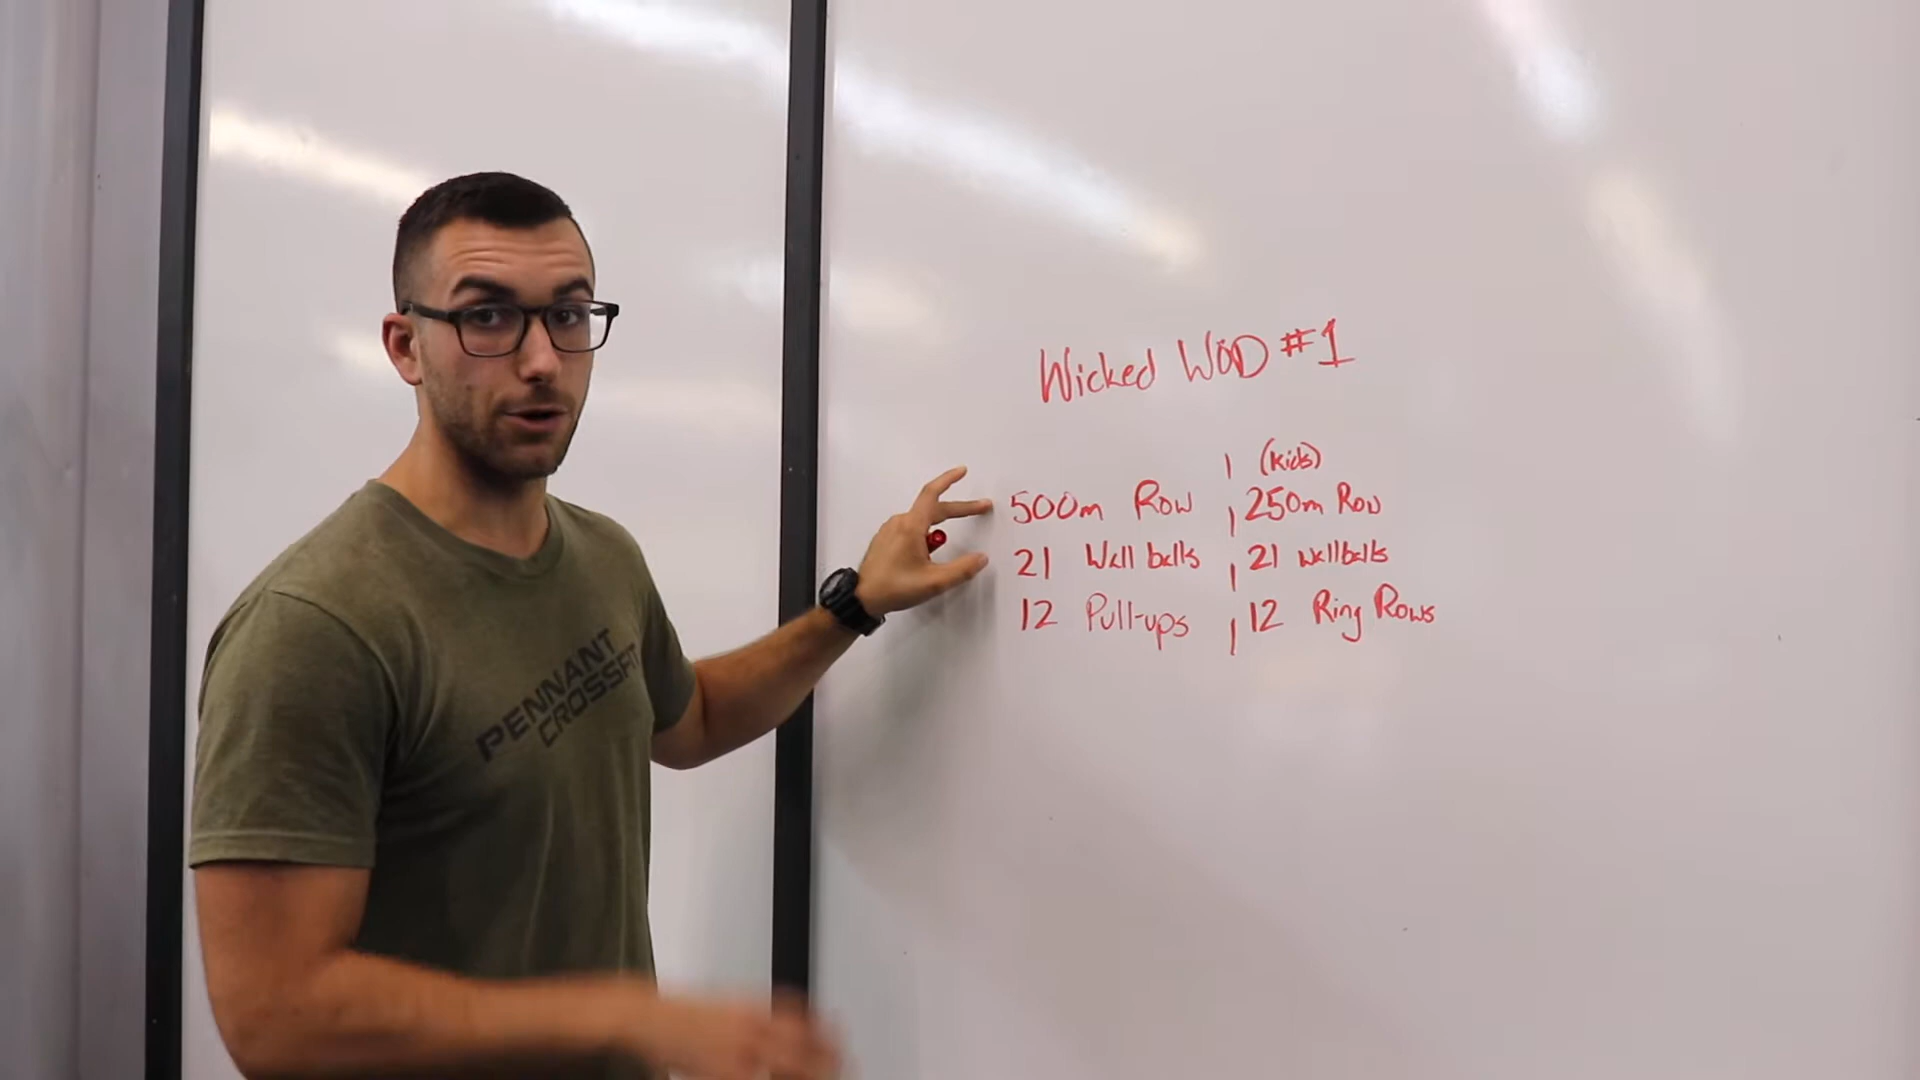 Wicked WOD #1
(kids)
500m Row | 250m Row
21 Wall balls | 21 wallballs
12 Pull-ups | 12 Ring Rows
PENNANT
CROSSFIT